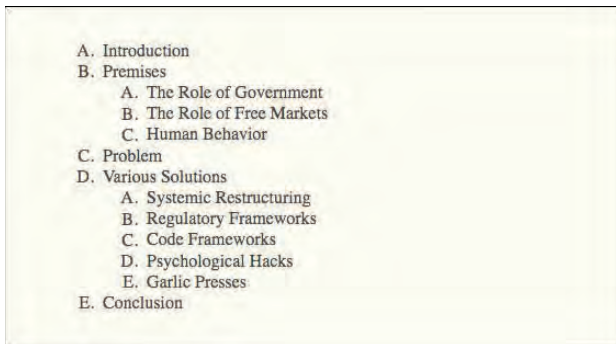 A. Introduction
B. Premises
A. The Role of Government
B. The Role of Free Markets
C. Human Behavior
C. Problem
D. Various Solutions
A. Systemic Restructuring
B. Regulatory Frameworks
C. Code Frameworks
D. Psychological Hacks
E. Garlic Presses
E. Conclusion